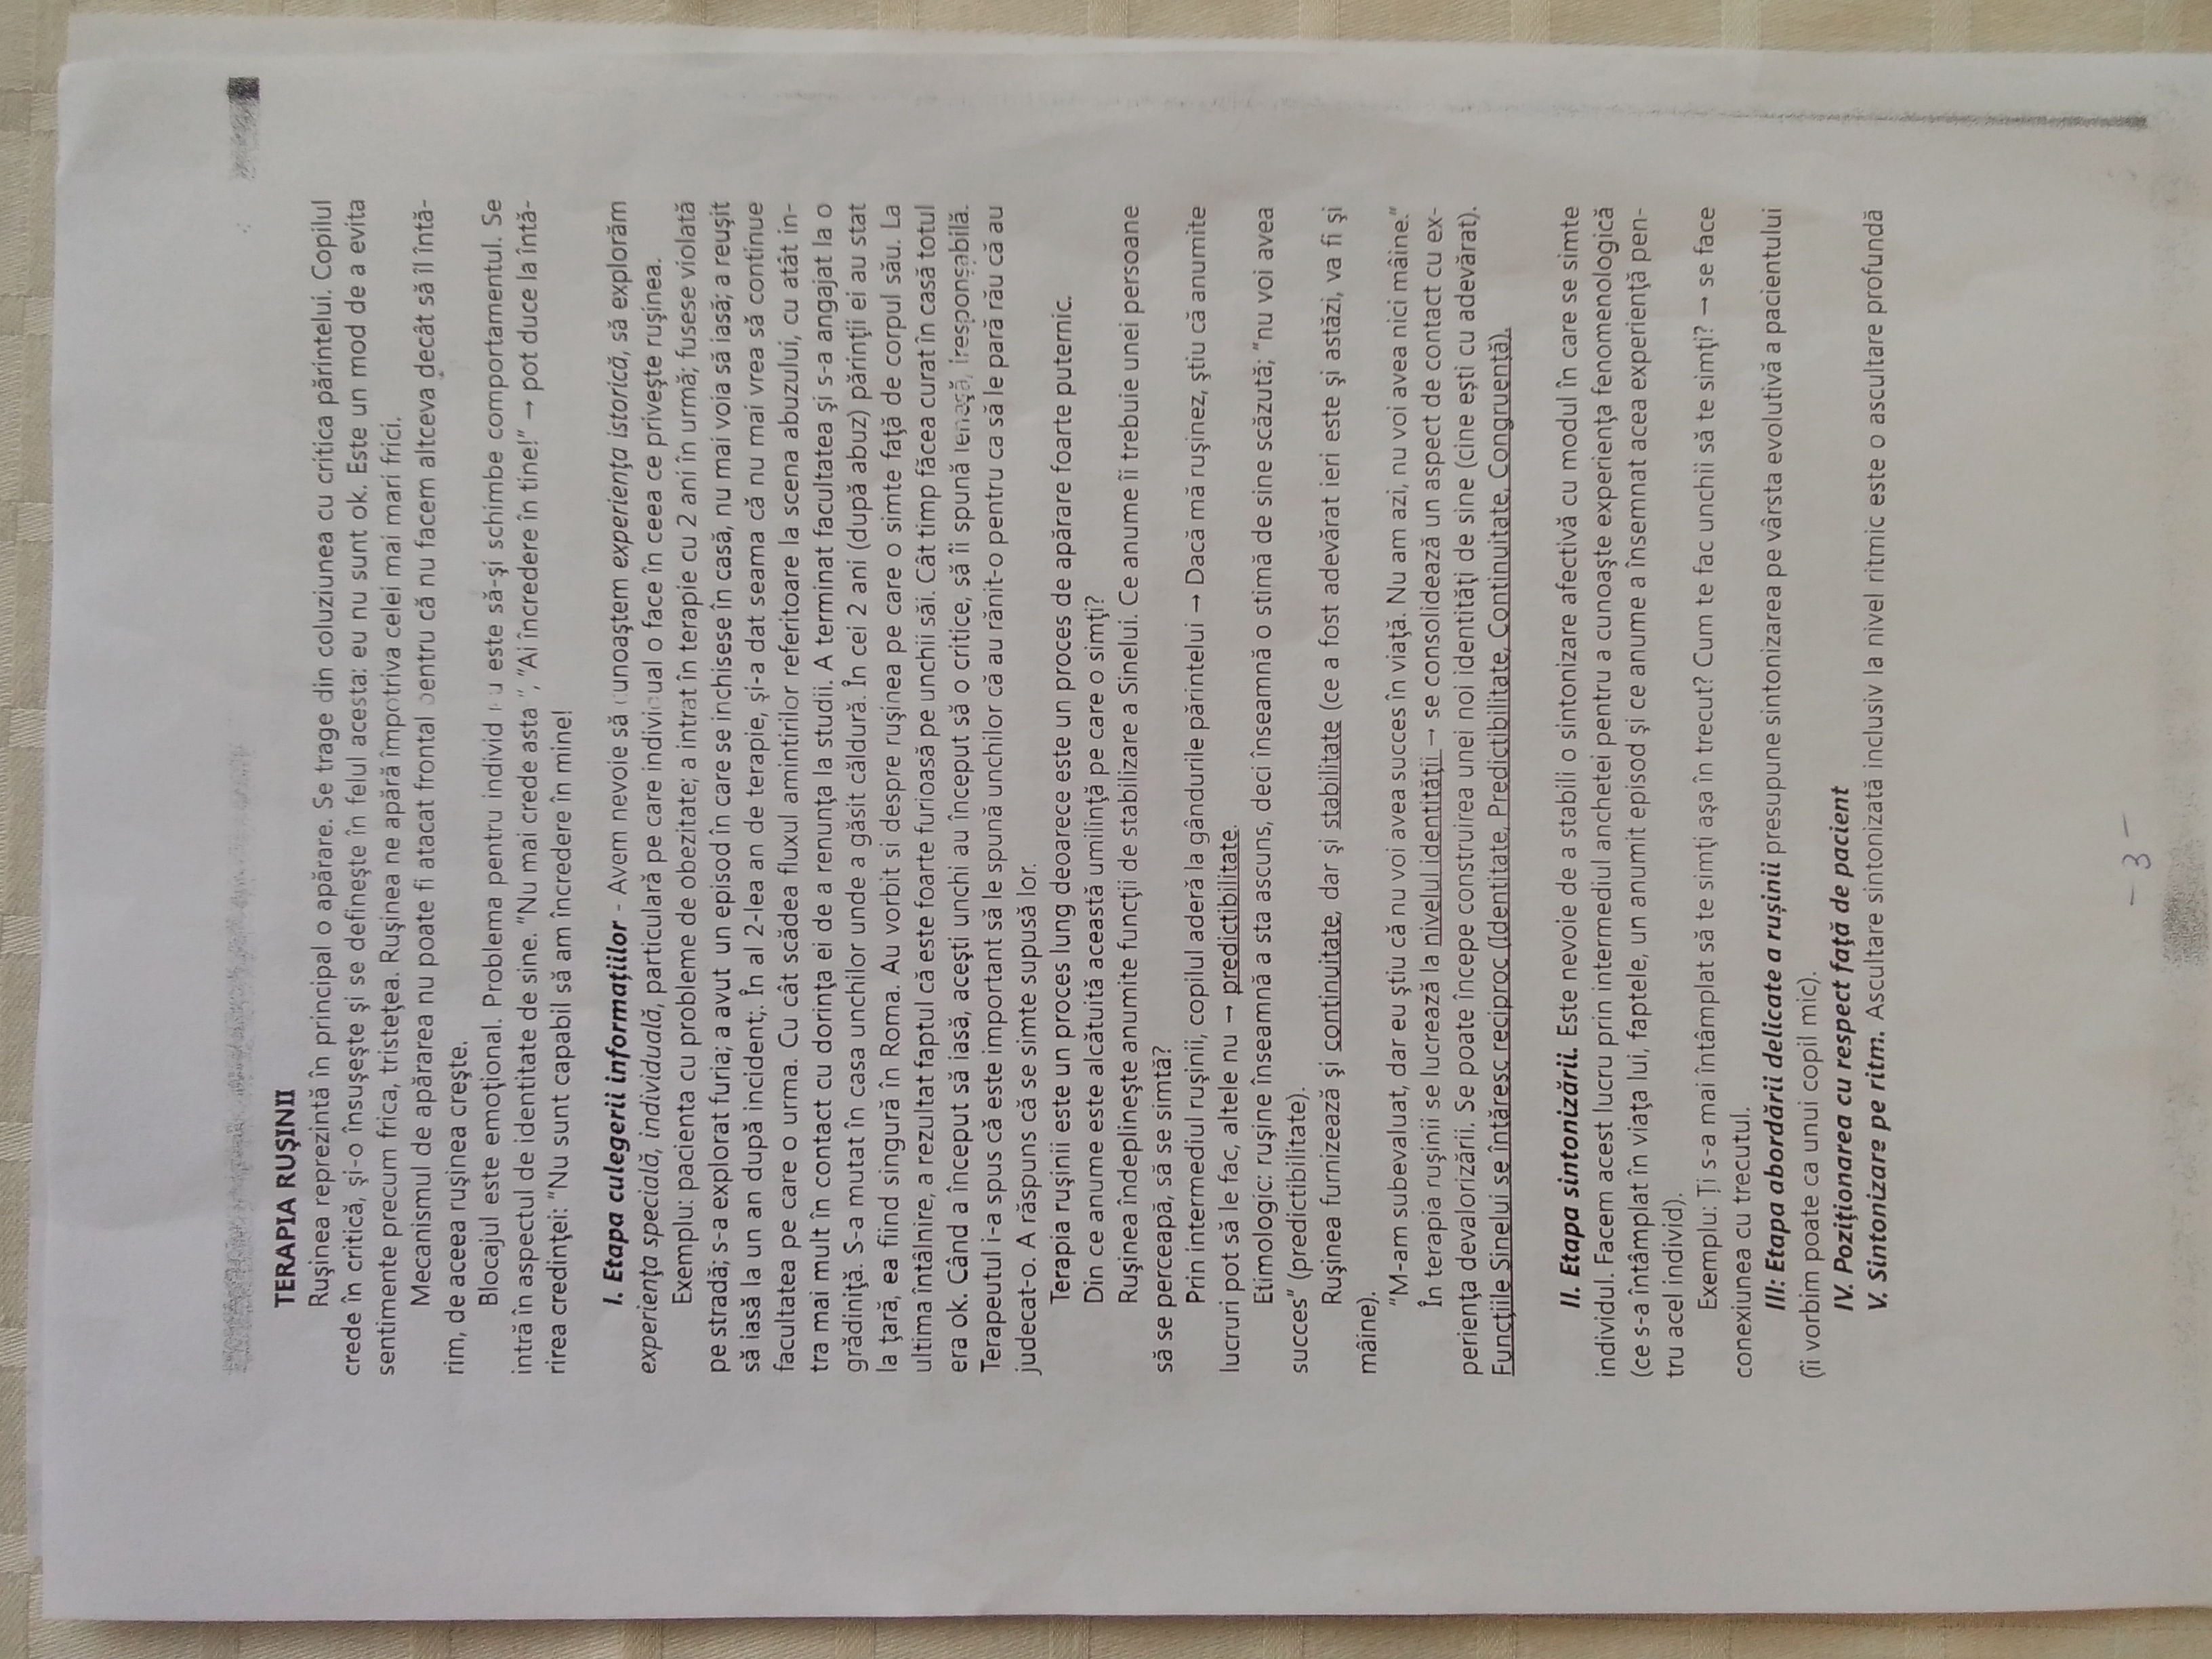 TERAPIA RUŞINII
Ruşinea reprezintă în principal o apărare. Se trage din coluziunea cu critica părintelui. Copilul
crede în critică, şi-o însuşeşte şi se defineşte în felul acesta: eu nu sunt ok. Este un mod de a evita
sentimente precum frica, tristeţea. Ruşinea ne apără împotriva celei mai mari frici.
Mecanismul de apărarea nu poate fi atacat frontal pentru că nu facem altceva decât să îl întă-
rim, de aceea ruşinea creşte.
Blocajul este emoţional. Problema pentru individ nu este să-şi schimbe comportamentul. Se
intră în aspectul de identitate de sine. "Nu mai crede asta ", "Ai încredere în tine!" → pot duce la întă-
rirea credinţei: "Nu sunt capabil să am încredere în mine!
I. Etapa culegerii informaţiilor - Avem nevoie să cunoaştem experienţa istorică, să explorăm
experienţa specială, individuală, particulară pe care individual o face în ceea ce priveşte ruşinea.
Exemplu: pacienta cu probleme de obezitate; a intrat în terapie cu 2 ani în urmă; fusese violată
pe stradă; s-a explorat furia; a avut un episod în care se inchisese în casă, nu mai voia să iasă; a reuşit
să iasă la un an după incident;. În al 2-lea an de terapie, şi-a dat seama că nu mai vrea să continue
facultatea pe care o urma. Cu cât scădea fluxul amintirilor referitoare la scena abuzului, cu atât in-
tra mai mult în contact cu dorinţa ei de a renunţa la studii. A terminat facultatea şi s-a angajat la o
grădiniţă. S-a mutat în casa unchilor unde a găsit căldură. În cei 2 ani (după abuz) părinţii ei au stat
la ţară, ea fiind singură în Roma. Au vorbit si despre ruşinea pe care o simte faţă de corpul său. La
ultima întâlnire, a rezultat faptul că este foarte furioasă pe unchii săi. Cât timp făcea curat în casă totul
era ok. Când a început să iasă, aceşti unchi au început să o critice, să îi spună leneşă, iresponsabilă.
Terapeutul i-a spus că este important să le spună unchilor că au rănit-o pentru ca să le pară rău că au
judecat-o. A răspuns că se simte supusă lor.
Terapia ruşinii este un proces lung deoarece este un proces de apărare foarte puternic.
Din ce anume este alcătuită această umilinţă pe care o simţi?
Ruşinea îndeplineşte anumite funcţii de stabilizare a Sinelui. Ce anume îi trebuie unei persoane
să se perceapă, să se simtă?
Prin intermediul ruşinii, copilul aderă la gândurile părintelui → Dacă mă ruşinez, ştiu că anumite
lucruri pot să le fac, altele nu → predictibilitate.
Etimologic: ruşine înseamnă a sta ascuns, deci înseamnă o stimă de sine scăzută; "nu voi avea
succes" (predictibilitate).
Ruşinea furnizează şi continuitate, dar şi stabilitate (ce a fost adevărat ieri este şi astăzi, va fi şi
mâine).
"M-am subevaluat, dar eu ştiu că nu voi avea succes în viaţă. Nu am azi, nu voi avea nici mâine."
În terapia ruşinii se lucrează la nivelul identităţii → se consolidează un aspect de contact cu ex-
perienţa devalorizării. Se poate începe construirea unei noi identităţi de sine (cine eşti cu adevărat).
Funcţiile Sinelui se întăresc reciproc (Identitate, Predictibilitate, Continuitate, Congruenţă).
II. Etapa sintonizării. Este nevoie de a stabili o sintonizare afectivă cu modul în care se simte
individul. Facem acest lucru prin intermediul anchetei pentru a cunoaşte experienţa fenomenologică
(ce s-a întâmplat în viaţa lui, faptele, un anumit episod şi ce anume a însemnat acea experienţă pen-
tru acel individ).
Exemplu: Ţi s-a mai întâmplat să te simţi aşa în trecut? Cum te fac unchii să te simţi? → se face
conexiunea cu trecutul.
III: Etapa abordării delicate a ruşinii presupune sintonizarea pe vârsta evolutivă a pacientului
(îi vorbim poate ca unui copil mic).
IV. Poziţionarea cu respect faţă de pacient
V. Sintonizare pe ritm. Ascultare sintonizată inclusiv la nivel ritmic este o ascultare profundă
- 3 -